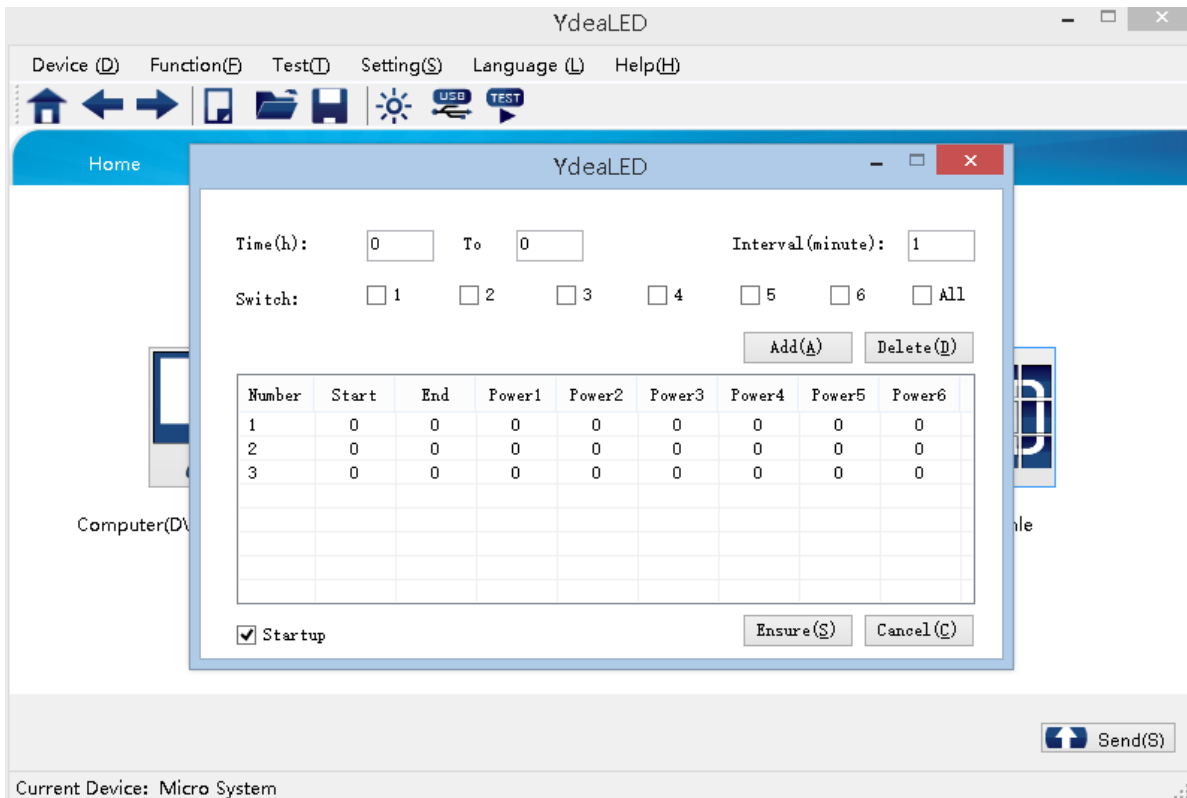 YdeaLED
Device (D) Function(F) Test(T) Setting(S) Language (L) Help(H)
USB TEST
Home
YdeaLED
Time(h): 0 To 0 Interval(minute): 1
Switch: 1 2 3 4 5 6 All
Add(A) Delete(D)
Number Start End Power1 Power2 Power3 Power4 Power5 Power6
1 0 0 0 0 0 0 0 0
2 0 0 0 0 0 0 0 0
3 0 0 0 0 0 0 0 0
Computer(D\
Startup Ensure(S) Cancel(C)
Send(S)
Current Device: Micro System